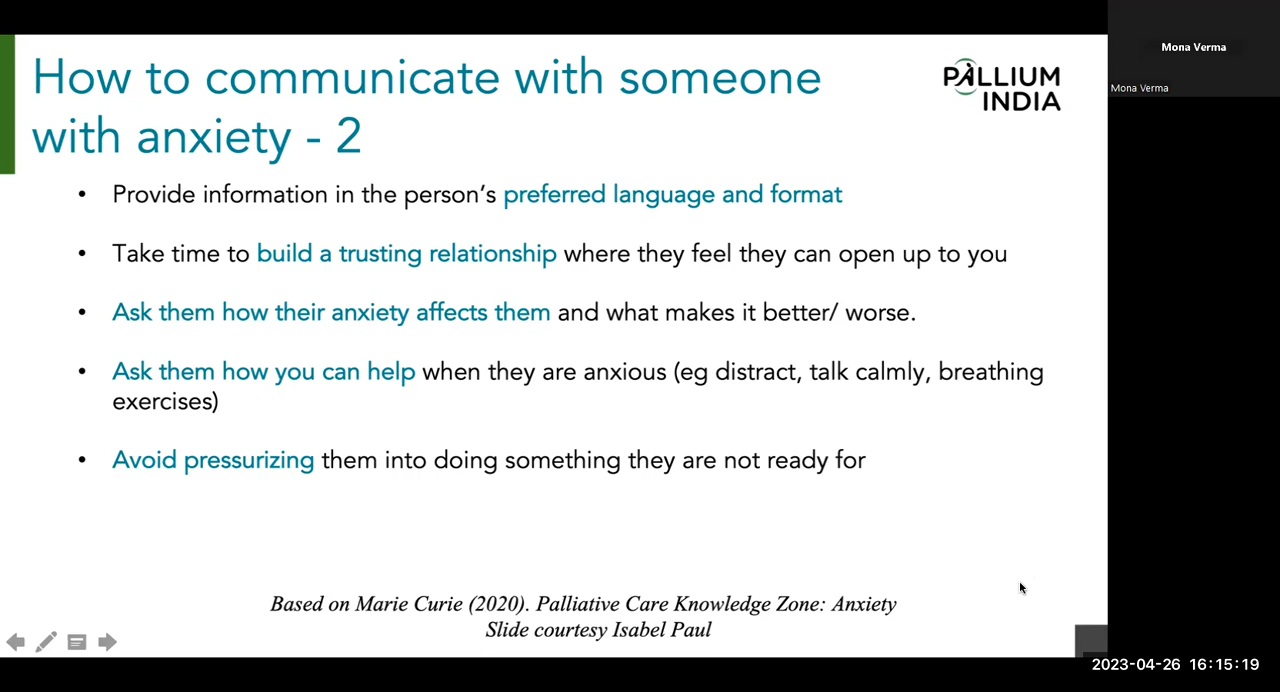 How to communicate with someone
with anxiety - 2
PALLIUM
INDIA
• Provide information in the person's preferred language and format
• Take time to build a trusting relationship where they feel they can open up to you
• Ask them how their anxiety affects them and what makes it better/ worse.
• Ask them how you can help when they are anxious (eg distract, talk calmly, breathing
exercises)
• Avoid pressurizing them into doing something they are not ready for
Based on Marie Curie (2020). Palliative Care Knowledge Zone: Anxiety
Slide courtesy Isabel Paul
Mona Verma
Mona Verma
2023-04-26 16:15:19